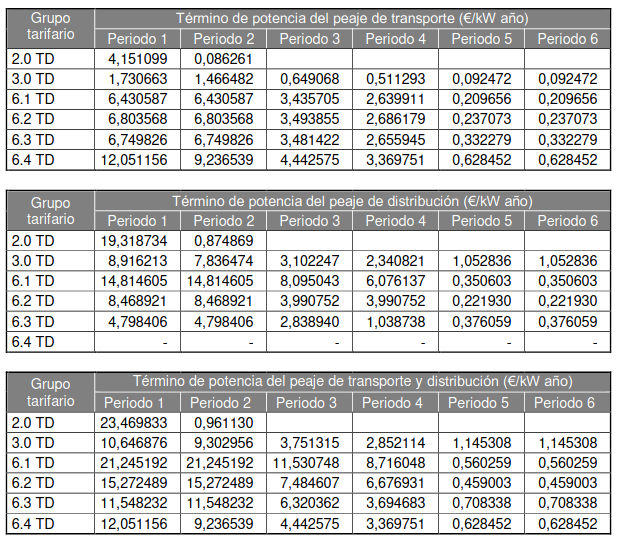 Grupo tarifario Término de potencia del peaje de transporte (€/kW año)
Periodo 1 Periodo 2 Periodo 3 Periodo 4 Periodo 5 Periodo 6
2.0 TD 4,151099 0,086261
3.0 TD 1,730663 1,466482 0,649068 0,511293 0,092472 0,092472
6.1 TD 6,430587 6,430587 3,435705 2,639911 0,209656 0,209656
6.2 TD 6,803568 6,803568 3,493855 2,686179 0,237073 0,237073
6.3 TD 6,749826 6,749826 3,481422 2,655945 0,332279 0,332279
6.4 TD 12,051156 9,236539 4,442575 3,369751 0,628452 0,628452
Grupo tarifario Término de potencia del peaje de distribución (€/kW año)
Periodo 1 Periodo 2 Periodo 3 Periodo 4 Periodo 5 Periodo 6
2.0 TD 19,318734 0,874869
3.0 TD 8,916213 7,836474 3,102247 2,340821 1,052836 1,052836
6.1 TD 14,814605 14,814605 8,095043 6,076137 0,350603 0,350603
6.2 TD 8,468921 8,468921 3,990752 3,990752 0,221930 0,221930
6.3 TD 4,798406 4,798406 2,838940 1,038738 0,376059 0,376059
6.4 TD - - - - - -
Grupo tarifario Término de potencia del peaje de transporte y distribución (€/kW año)
Periodo 1 Periodo 2 Periodo 3 Periodo 4 Periodo 5 Periodo 6
2.0 TD 23,469833 0,961130
3.0 TD 10,646876 9,302956 3,751315 2,852114 1,145308 1,145308
6.1 TD 21,245192 21,245192 11,530748 8,716048 0,560259 0,560259
6.2 TD 15,272489 15,272489 7,484607 6,676931 0,459003 0,459003
6.3 TD 11,548232 11,548232 6,320362 3,694683 0,708338 0,708338
6.4 TD 12,051156 9,236539 4,442575 3,369751 0,628452 0,628452